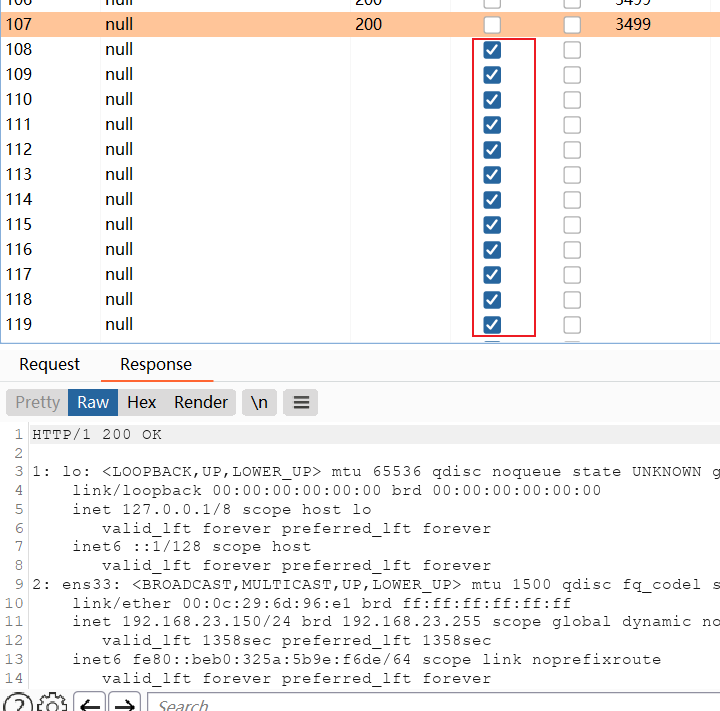 106 null 200 3499
107 null 200 3499
108 null
109 null
110 null
111 null
112 null
113 null
114 null
115 null
116 null
117 null
118 null
119 null
Request Response
Pretty Raw Hex Render \n
1 HTTP/1 200 OK
2
3 1: lo: <LOOPBACK,UP,LOWER_UP> mtu 65536 qdisc noqueue state UNKNOWN g
4 link/loopback 00:00:00:00:00:00 brd 00:00:00:00:00:00
5 inet 127.0.0.1/8 scope host lo
6 valid_lft forever preferred_lft forever
7 inet6 ::1/128 scope host
8 valid_lft forever preferred_lft forever
9 2: ens33: <BROADCAST,MULTICAST,UP,LOWER_UP> mtu 1500 qdisc fq_codel s
10 link/ether 00:0c:29:6d:96:e1 brd ff:ff:ff:ff:ff:ff
11 inet 192.168.23.150/24 brd 192.168.23.255 scope global dynamic no
12 valid_lft 1358sec preferred_lft 1358sec
13 inet6 fe80::beb0:325a:5b9e:f6de/64 scope link noprefixroute
14 valid_lft forever preferred_lft forever
? Search